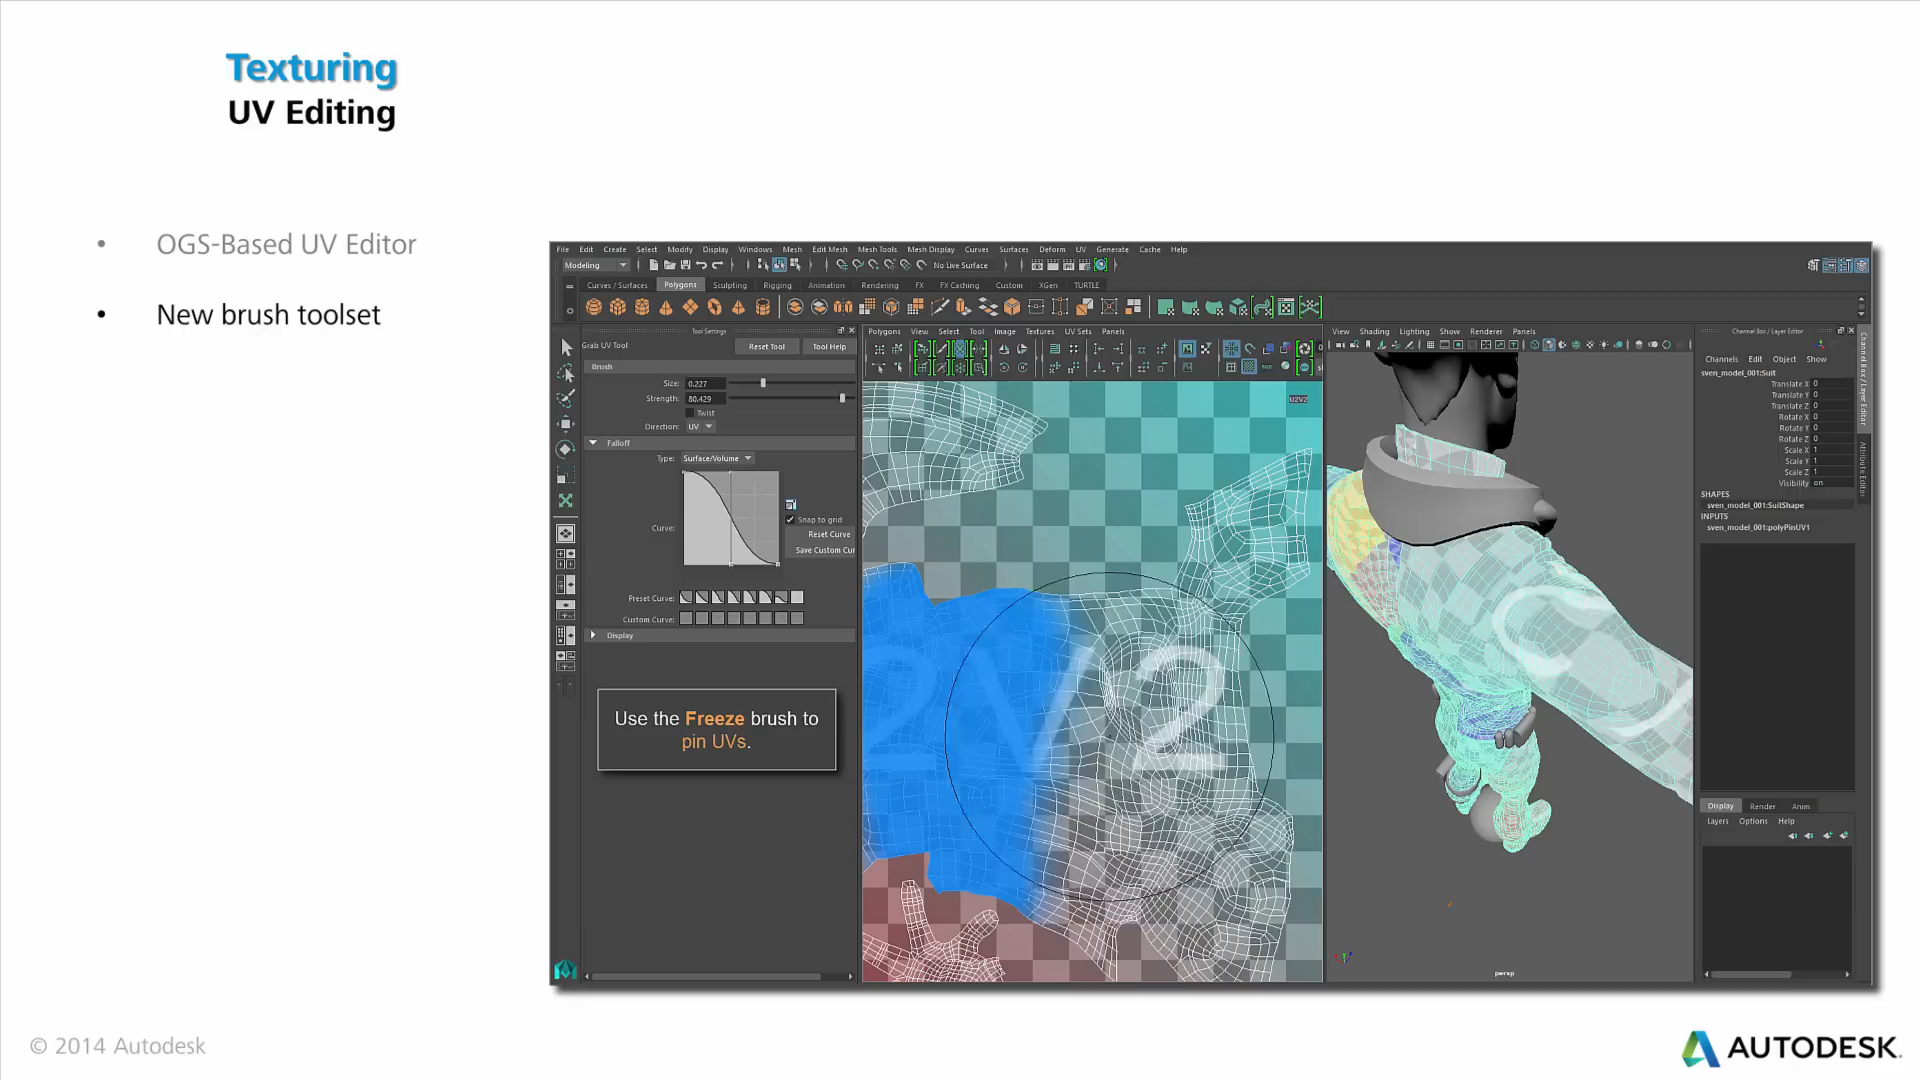 Texturing
UV Editing
• OGS-Based UV Editor
• New brush toolset
File Edit Create Select Modify Display Windows Mesh Edit Mesh Mesh Tools Mesh Display Curves Surfaces Deform UV Generate Cache Help
Modeling No Live Surface
Curves / Surfaces Polygons Sculpting Rigging Animation Rendering FX FX Caching Custom XGen TURTLE
Tool Settings
Grab UV Tool Reset Tool Tool Help
Brush
Size: 0.227
Strength: 80.429
Twist
Direction: UV
Falloff
Type: Surface/Volume
Curve:
Snap to grid
Reset Curve
Save Custom Cur
Preset Curve:
Custom Curve:
Display
Use the Freeze brush to
pin UVs.
Polygons View Select Tool Image Textures UV Sets Panels
U2V2
2V2
View Shading Lighting Show Renderer Panels
persp
Channel Box / Layer Editor
Channels Edit Object Show
sven_model_001:Suit
Translate X 0
Translate Y 0
Translate Z 0
Rotate X 0
Rotate Y 0
Rotate Z 0
Scale X 1
Scale Y 1
Scale Z 1
Visibility on
SHAPES
sven_model_001:SuitShape
INPUTS
sven_model_001:polyPinUV1
Channel Box / Layer Editor
Attribute Editor
Display Render Anim
Layers Options Help
© 2014 Autodesk
AUTODESK.